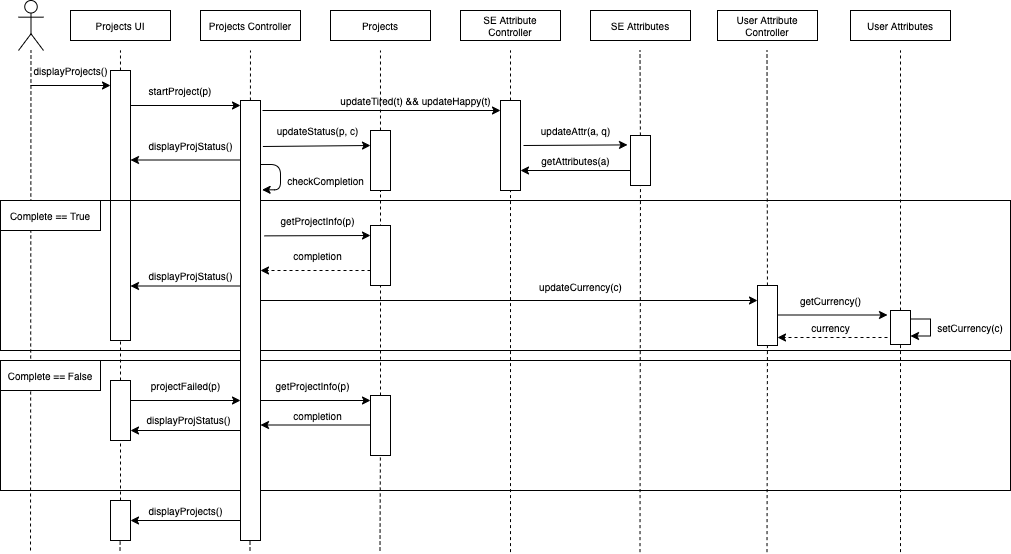 Projects UI
Projects Controller
Projects
SE Attribute
Controller
SE Attributes
User Attribute
Controller
User Attributes
displayProjects()
startProject(p)
updateTired(t) && updateHappy(t)
updateStatus(p, c)
updateAttr(a, q)
displayProjStatus()
getAttributes(a)
checkCompletion
Complete == True
getProjectInfo(p)
completion
displayProjStatus()
updateCurrency(c)
getCurrency()
currency
setCurrency(c)
Complete == False
projectFailed(p)
getProjectInfo(p)
displayProjStatus()
completion
displayProjects()